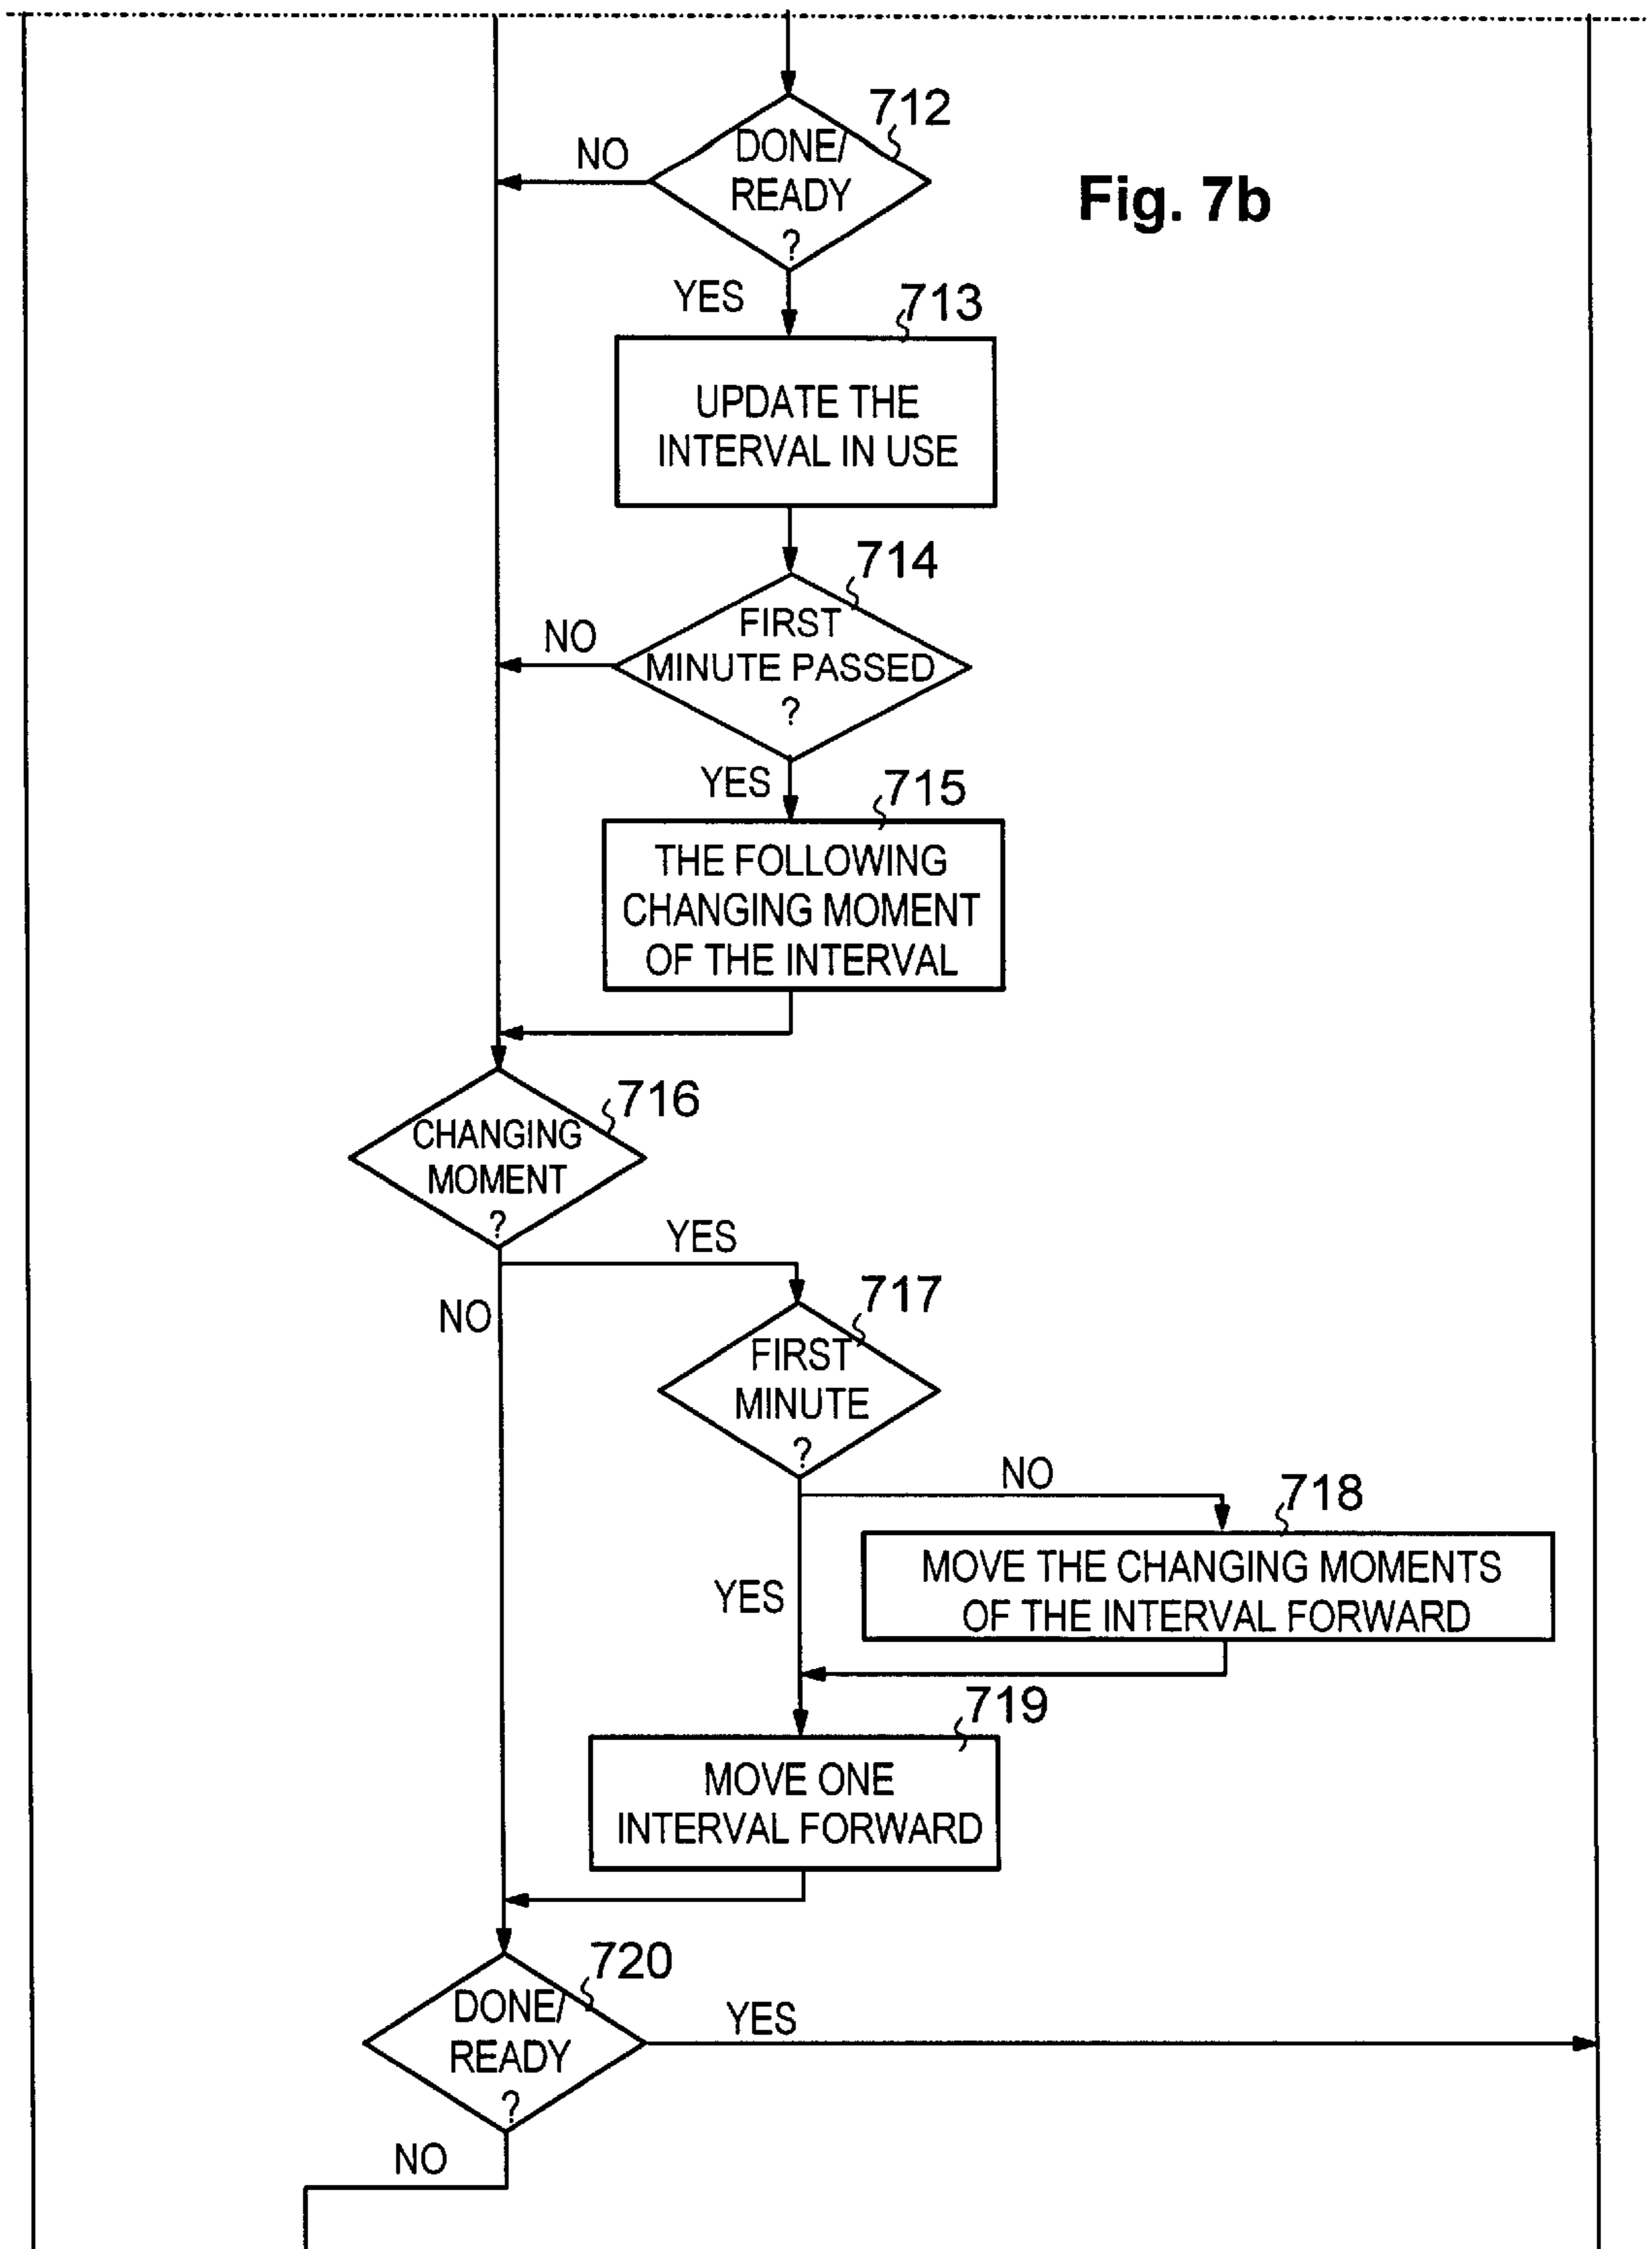 712
DONE/
READY
?
NO
Fig. 7b
YES
713
UPDATE THE
INTERVAL IN USE
714
FIRST
MINUTE PASSED
?
NO
YES
715
THE FOLLOWING
CHANGING MOMENT
OF THE INTERVAL
716
CHANGING
MOMENT
?
YES
NO
717
FIRST
MINUTE
?
NO
718
MOVE THE CHANGING MOMENTS
OF THE INTERVAL FORWARD
YES
719
MOVE ONE
INTERVAL FORWARD
720
DONE/
READY
?
YES
NO